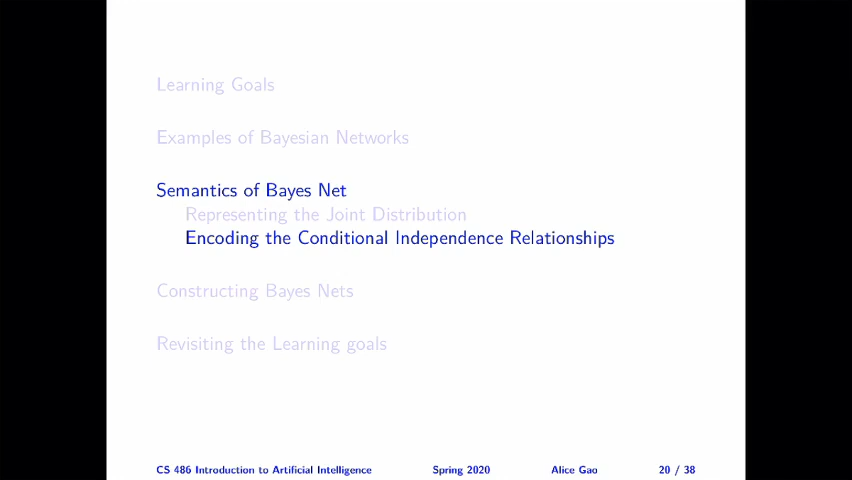 Learning Goals
Examples of Bayesian Networks
Semantics of Bayes Net
Representing the Joint Distribution
Encoding the Conditional Independence Relationships
Constructing Bayes Nets
Revisiting the Learning goals
CS 486 Introduction to Artificial Intelligence Spring 2020 Alice Gao 20 / 38